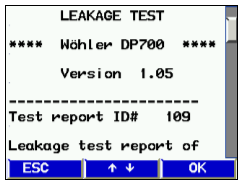 LEAKAGE TEST
**** Wöhler DP700 ****
Version 1.05
--------------------
Test report ID# 109
Leakage test report of
ESC ↑ ↓ OK